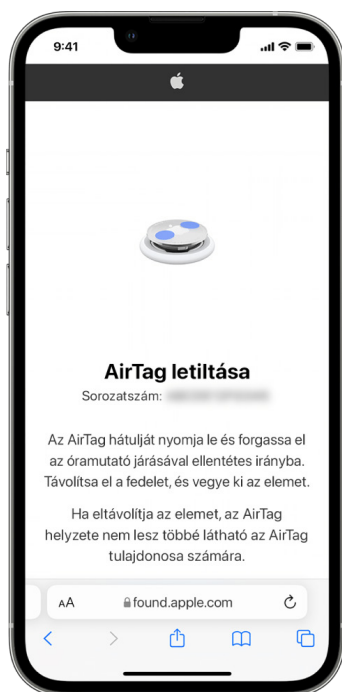 9:41
AirTag letiltása
Sorozatszám:
Az AirTag hátulját nyomja le és forgassa el
az óramutató járásával ellentétes irányba.
Távolítsa el a fedelet, és vegye ki az elemet.
Ha eltávolítja az elemet, az AirTag
helyzete nem lesz többé látható az AirTag
tulajdonosa számára.
AA found.apple.com